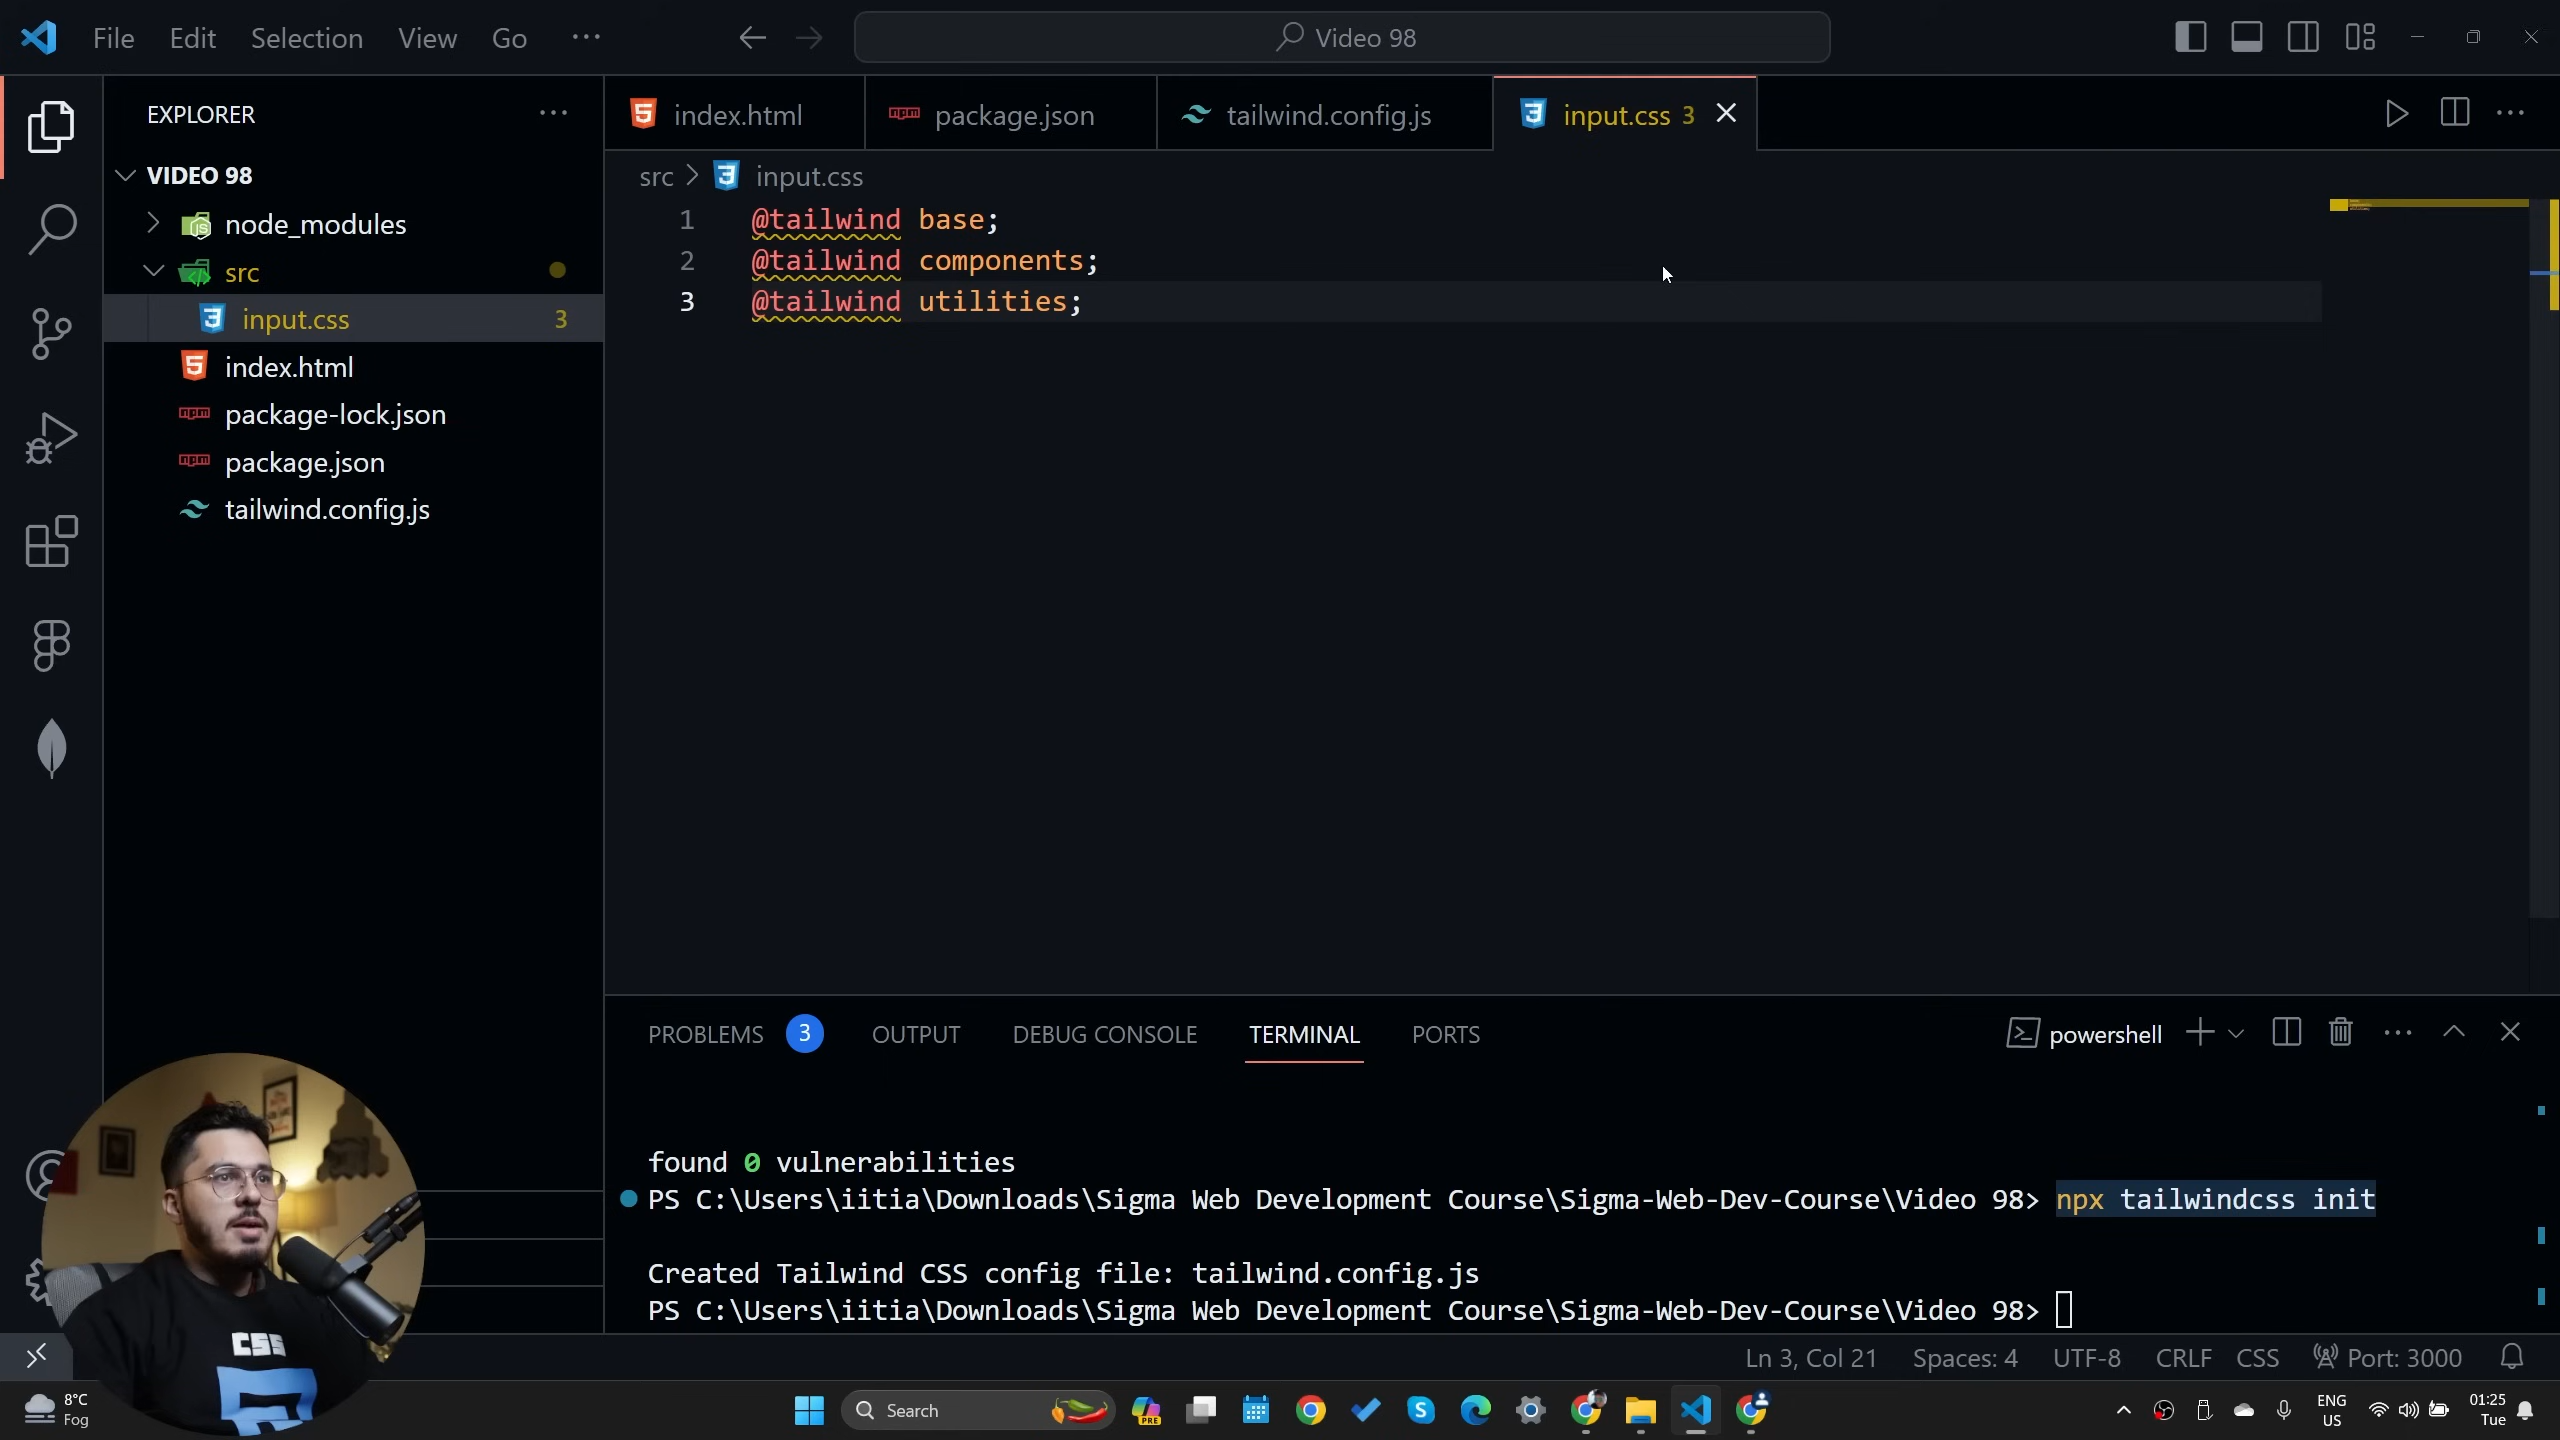 File Edit Selection View Go ...
Video 98
EXPLORER
VIDEO 98
node_modules
src
input.css 3
index.html
package-lock.json
package.json
tailwind.config.js
index.html package.json tailwind.config.js input.css 3
src > input.css
1 @tailwind base;
2 @tailwind components;
3 @tailwind utilities;
PROBLEMS 3 OUTPUT DEBUG CONSOLE TERMINAL PORTS
powershell
found 0 vulnerabilities
PS C:\Users\iitia\Downloads\Sigma Web Development Course\Sigma-Web-Dev-Course\Video 98> npx tailwindcss init
Created Tailwind CSS config file: tailwind.config.js
PS C:\Users\iitia\Downloads\Sigma Web Development Course\Sigma-Web-Dev-Course\Video 98>
CSS
Ln 3, Col 21 Spaces: 4 UTF-8 CRLF CSS Port: 3000
8°C
Fog
Search
PRE
ENG
US
01:25
Tue